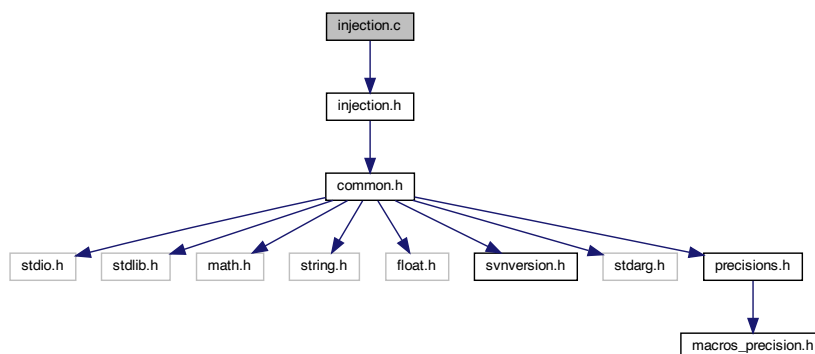 injection.c
injection.h
common.h
stdio.h
stdlib.h
math.h
string.h
float.h
svnversion.h
stdarg.h
precisions.h
macros_precision.h